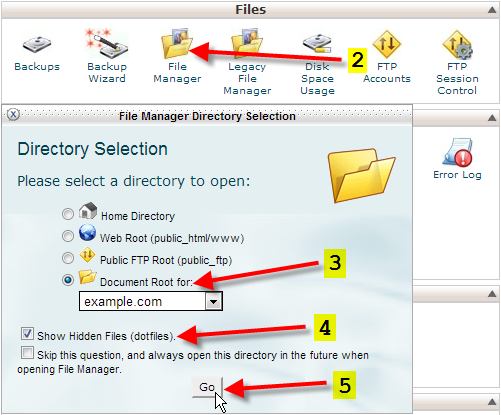 Files
Backups
Backup Wizard
File Manager
Legacy File Manager
Disk Space Usage
FTP Accounts
FTP Session Control
2
File Manager Directory Selection
Directory Selection
Please select a directory to open:
Home Directory
Web Root (public_html/www)
Public FTP Root (public_ftp)
Document Root for:
3
example.com
Show Hidden Files (dotfiles).
4
Skip this question, and always open this directory in the future when
opening File Manager.
Go
5
Error Log